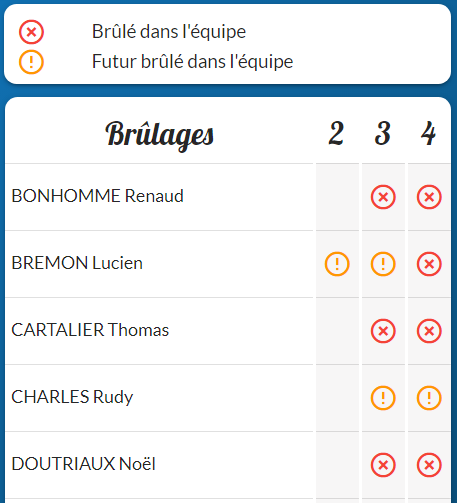 Brûlé dans l'équipe
Futur brûlé dans l'équipe
Brûlages 2 3 4
BONHOMME Renaud
BREMON Lucien
CARTALIER Thomas
CHARLES Rudy
DOUTRIAUX Noël